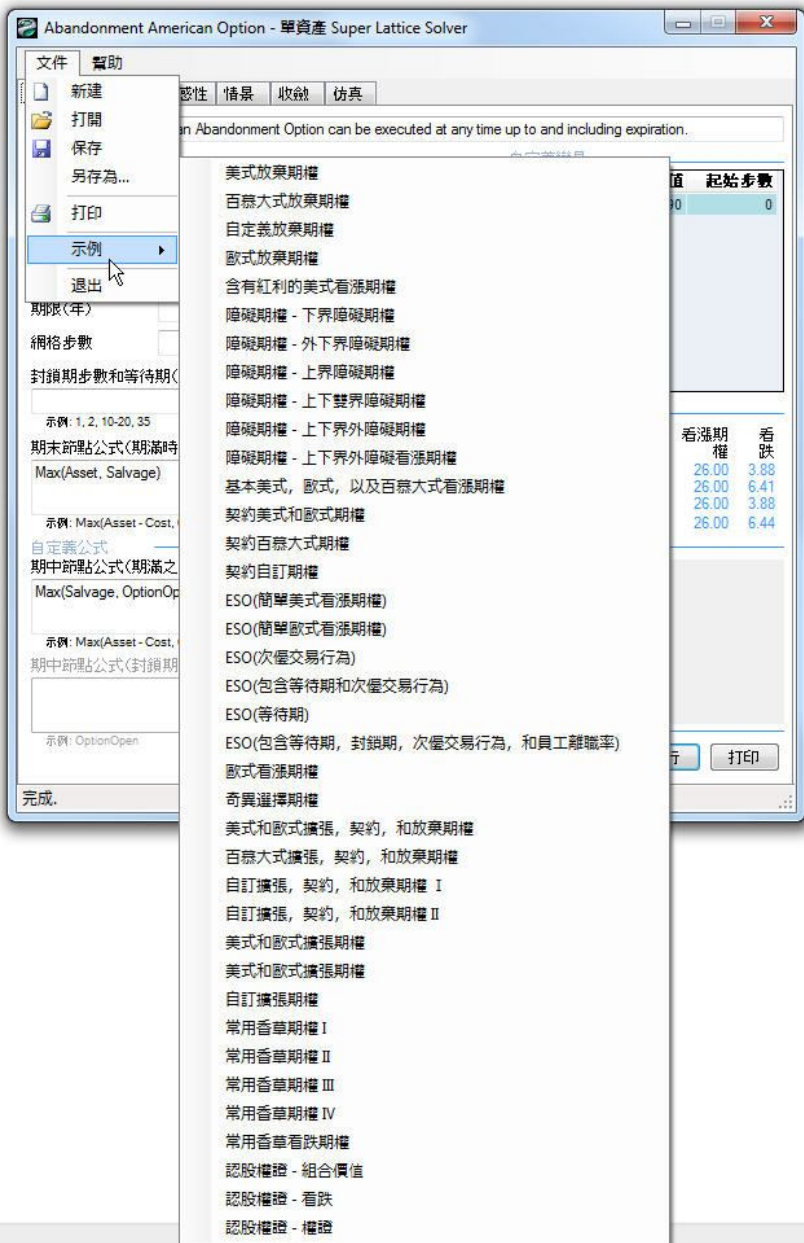 Abandonment American Option - 單資產 Super Lattice Solver
文件 幫助
新建
打開
保存
另存為...
打印
示例
退出
感性 情景 收斂 仿真
an Abandonment Option can be executed at any time up to and including expiration.
自定義變量
值 起始步數
0
期限(年)
網格步數
封鎖期步數和等待期(
示例: 1, 2, 10-20, 35
期末節點公式(期滿時
Max(Asset, Salvage)
示例: Max(Asset - Cost,
自定義公式
期中節點公式(期滿之
Max(Salvage, OptionOp
示例: Max(Asset - Cost,
期中節點公式(封鎖期
示例: OptionOpen
看漲期權 看跌
26.00 3.88
26.00 6.41
26.00 3.88
26.00 6.44
行 打印
完成.
美式放棄期權
百慕大式放棄期權
自定義放棄期權
歐式放棄期權
含有紅利的美式看漲期權
障礙期權 - 下界障礙期權
障礙期權 - 外下界障礙期權
障礙期權 - 上界障礙期權
障礙期權 - 上下雙界障礙期權
障礙期權 - 上下界外障礙期權
障礙期權 - 上下界外障礙看漲期權
基本美式, 歐式, 以及百慕大式看漲期權
契約美式和歐式期權
契約百慕大式期權
契約自訂期權
ESO(簡單美式看漲期權)
ESO(簡單歐式看漲期權)
ESO(次優交易行為)
ESO(包含等待期和次優交易行為)
ESO(等待期)
ESO(包含等待期, 封鎖期, 次優交易行為, 和員工離職率)
歐式看漲期權
奇異選擇期權
美式和歐式擴張, 契約, 和放棄期權
百慕大式擴張, 契約, 和放棄期權
自訂擴張, 契約, 和放棄期權 I
自訂擴張, 契約, 和放棄期權 II
美式和歐式擴張期權
美式和歐式擴張期權
自訂擴張期權
常用香草期權 I
常用香草期權 II
常用香草期權 III
常用香草期權 IV
常用香草看跌期權
認股權證 - 組合價值
認股權證 - 看跌
認股權證 - 權證